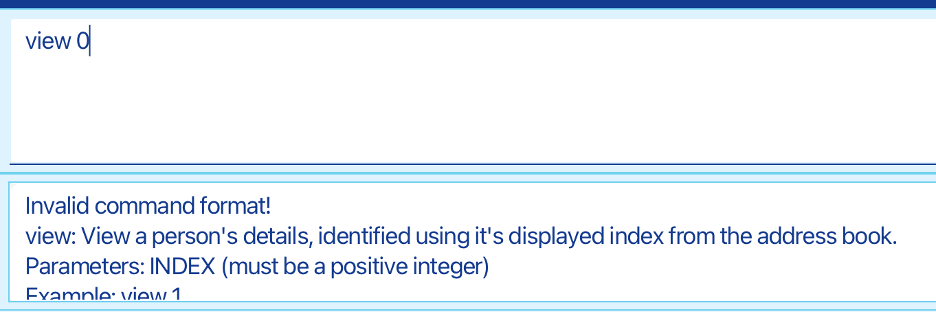 view 0
Invalid command format!
view: View a person's details, identified using it's displayed index from the address book.
Parameters: INDEX (must be a positive integer)
Example: view 1